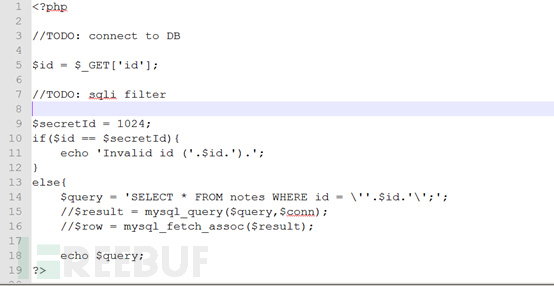 1 <?php
2
3 //TODO: connect to DB
4
5 $id = $_GET['id'];
6
7 //TODO: sqli filter
8
9 $secretId = 1024;
10 if($id == $secretId){
11 echo 'Invalid id ('.$id.').';
12 }
13 else{
14 $query = 'SELECT * FROM notes WHERE id = \''.$id.'\';';
15 //$result = mysql_query($query,$conn);
16 //$row = mysql_fetch_assoc($result);
17
18 echo $query;
19 ?>
REEBUF